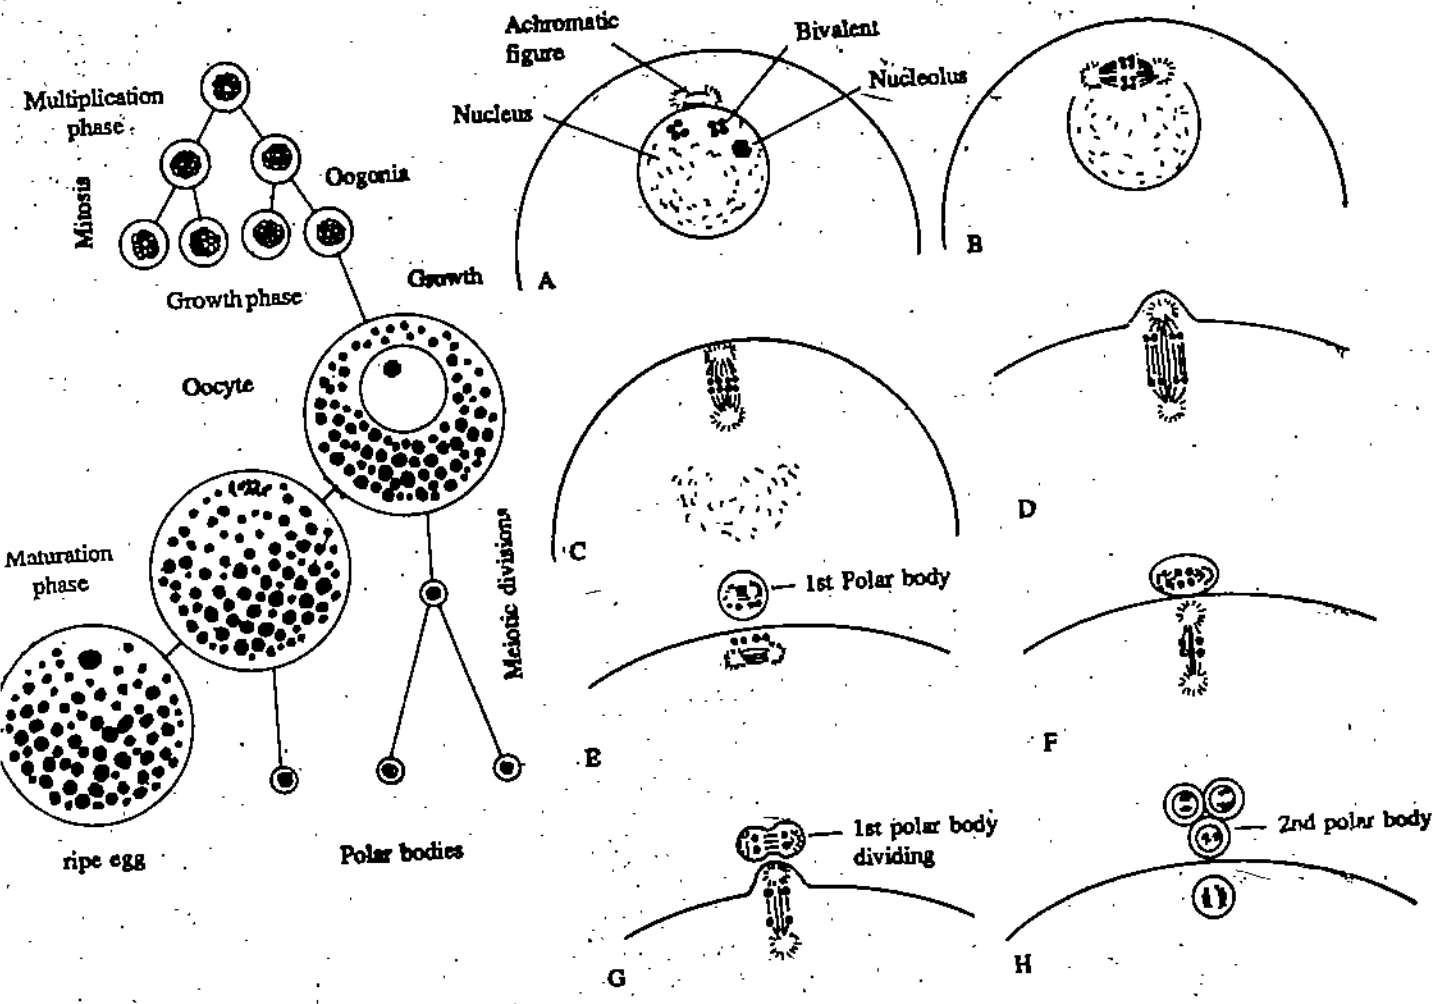 Multiplication
phase
Mitosis
Oogonia
Growth phase
Growth
Oocyte
Maturation
phase
Meiotic divisions
ripe egg
Polar bodies
Achromatic
figure
Bivalent
Nucleolus
Nucleus
A
B
C
D
1st Polar body
E
F
1st polar body
dividing
G
2nd polar body
H